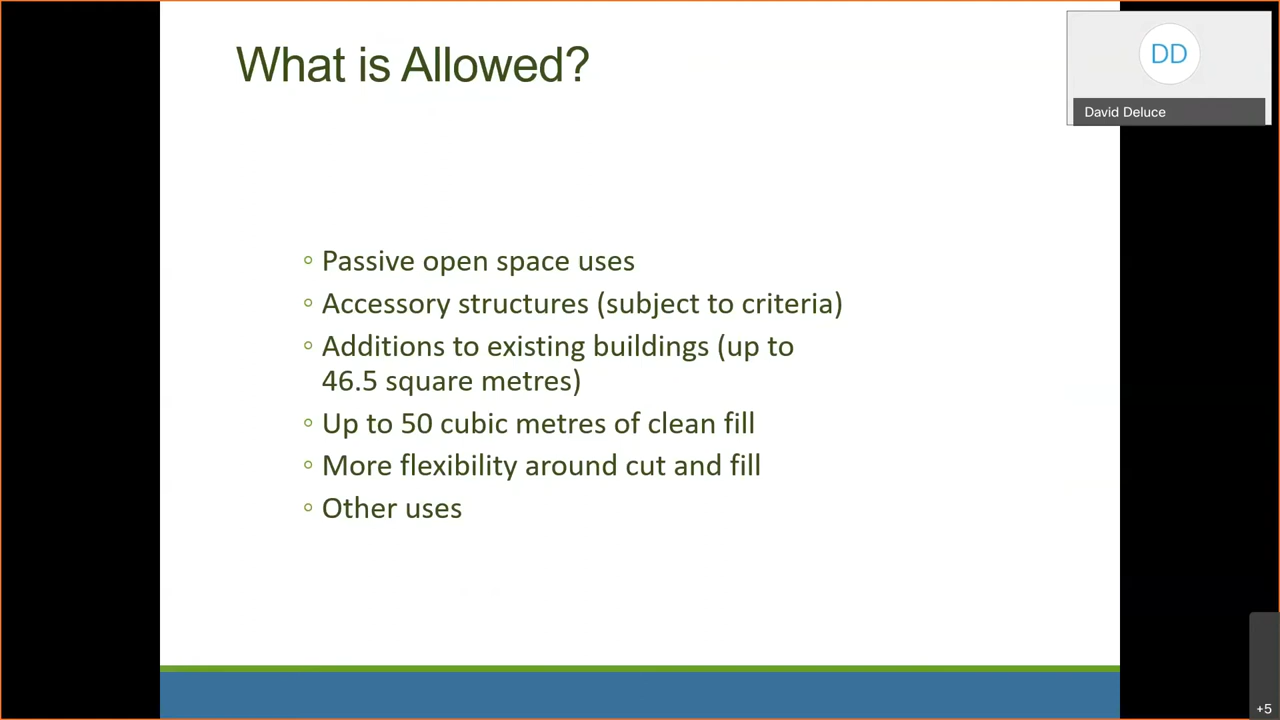 What is Allowed?
DD
David Deluce
◦ Passive open space uses
◦ Accessory structures (subject to criteria)
◦ Additions to existing buildings (up to
46.5 square metres)
◦ Up to 50 cubic metres of clean fill
◦ More flexibility around cut and fill
◦ Other uses
+5